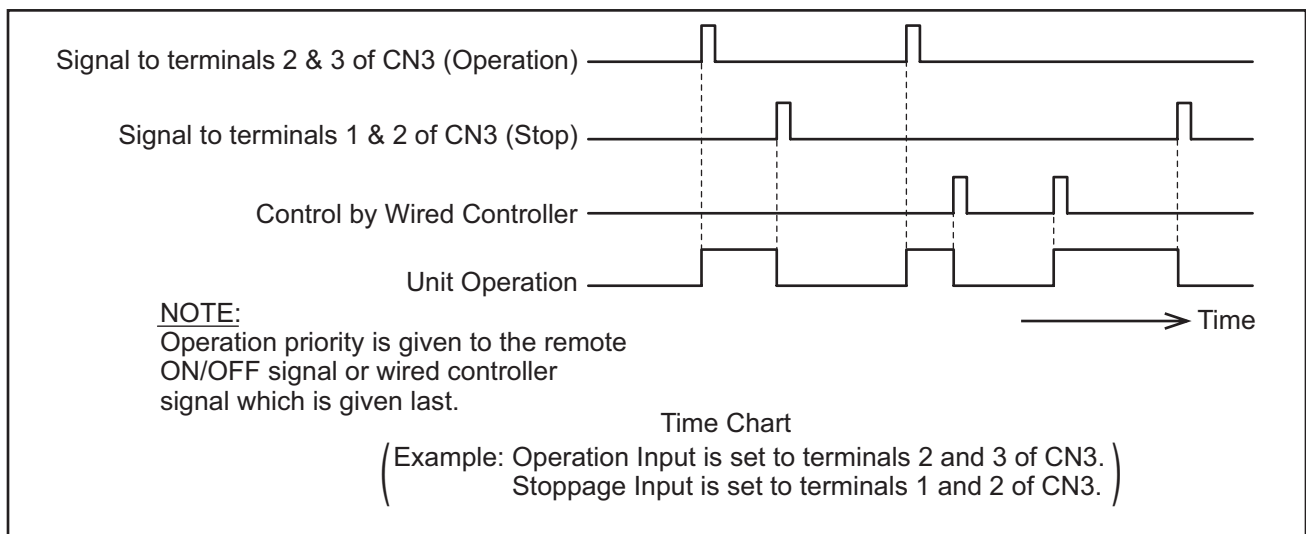 Signal to terminals 2 & 3 of CN3 (Operation)
Signal to terminals 1 & 2 of CN3 (Stop)
Control by Wired Controller
Unit Operation
Time
NOTE:
Operation priority is given to the remote
ON/OFF signal or wired controller
signal which is given last.
Time Chart
(Example: Operation Input is set to terminals 2 and 3 of CN3.
Stoppage Input is set to terminals 1 and 2 of CN3.)